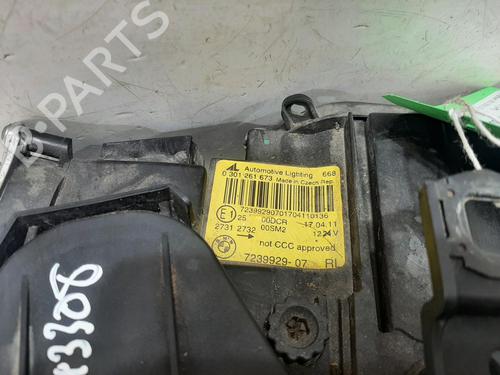 B-PARTS
Automotive Lighting 668
0 301 261 673 Made in Czech Rep.
72399290701704110136
E1 25 00DCR 17.04.11
2731 2732 00SM2 12/24V
not CCC approved
7239929-07 RI